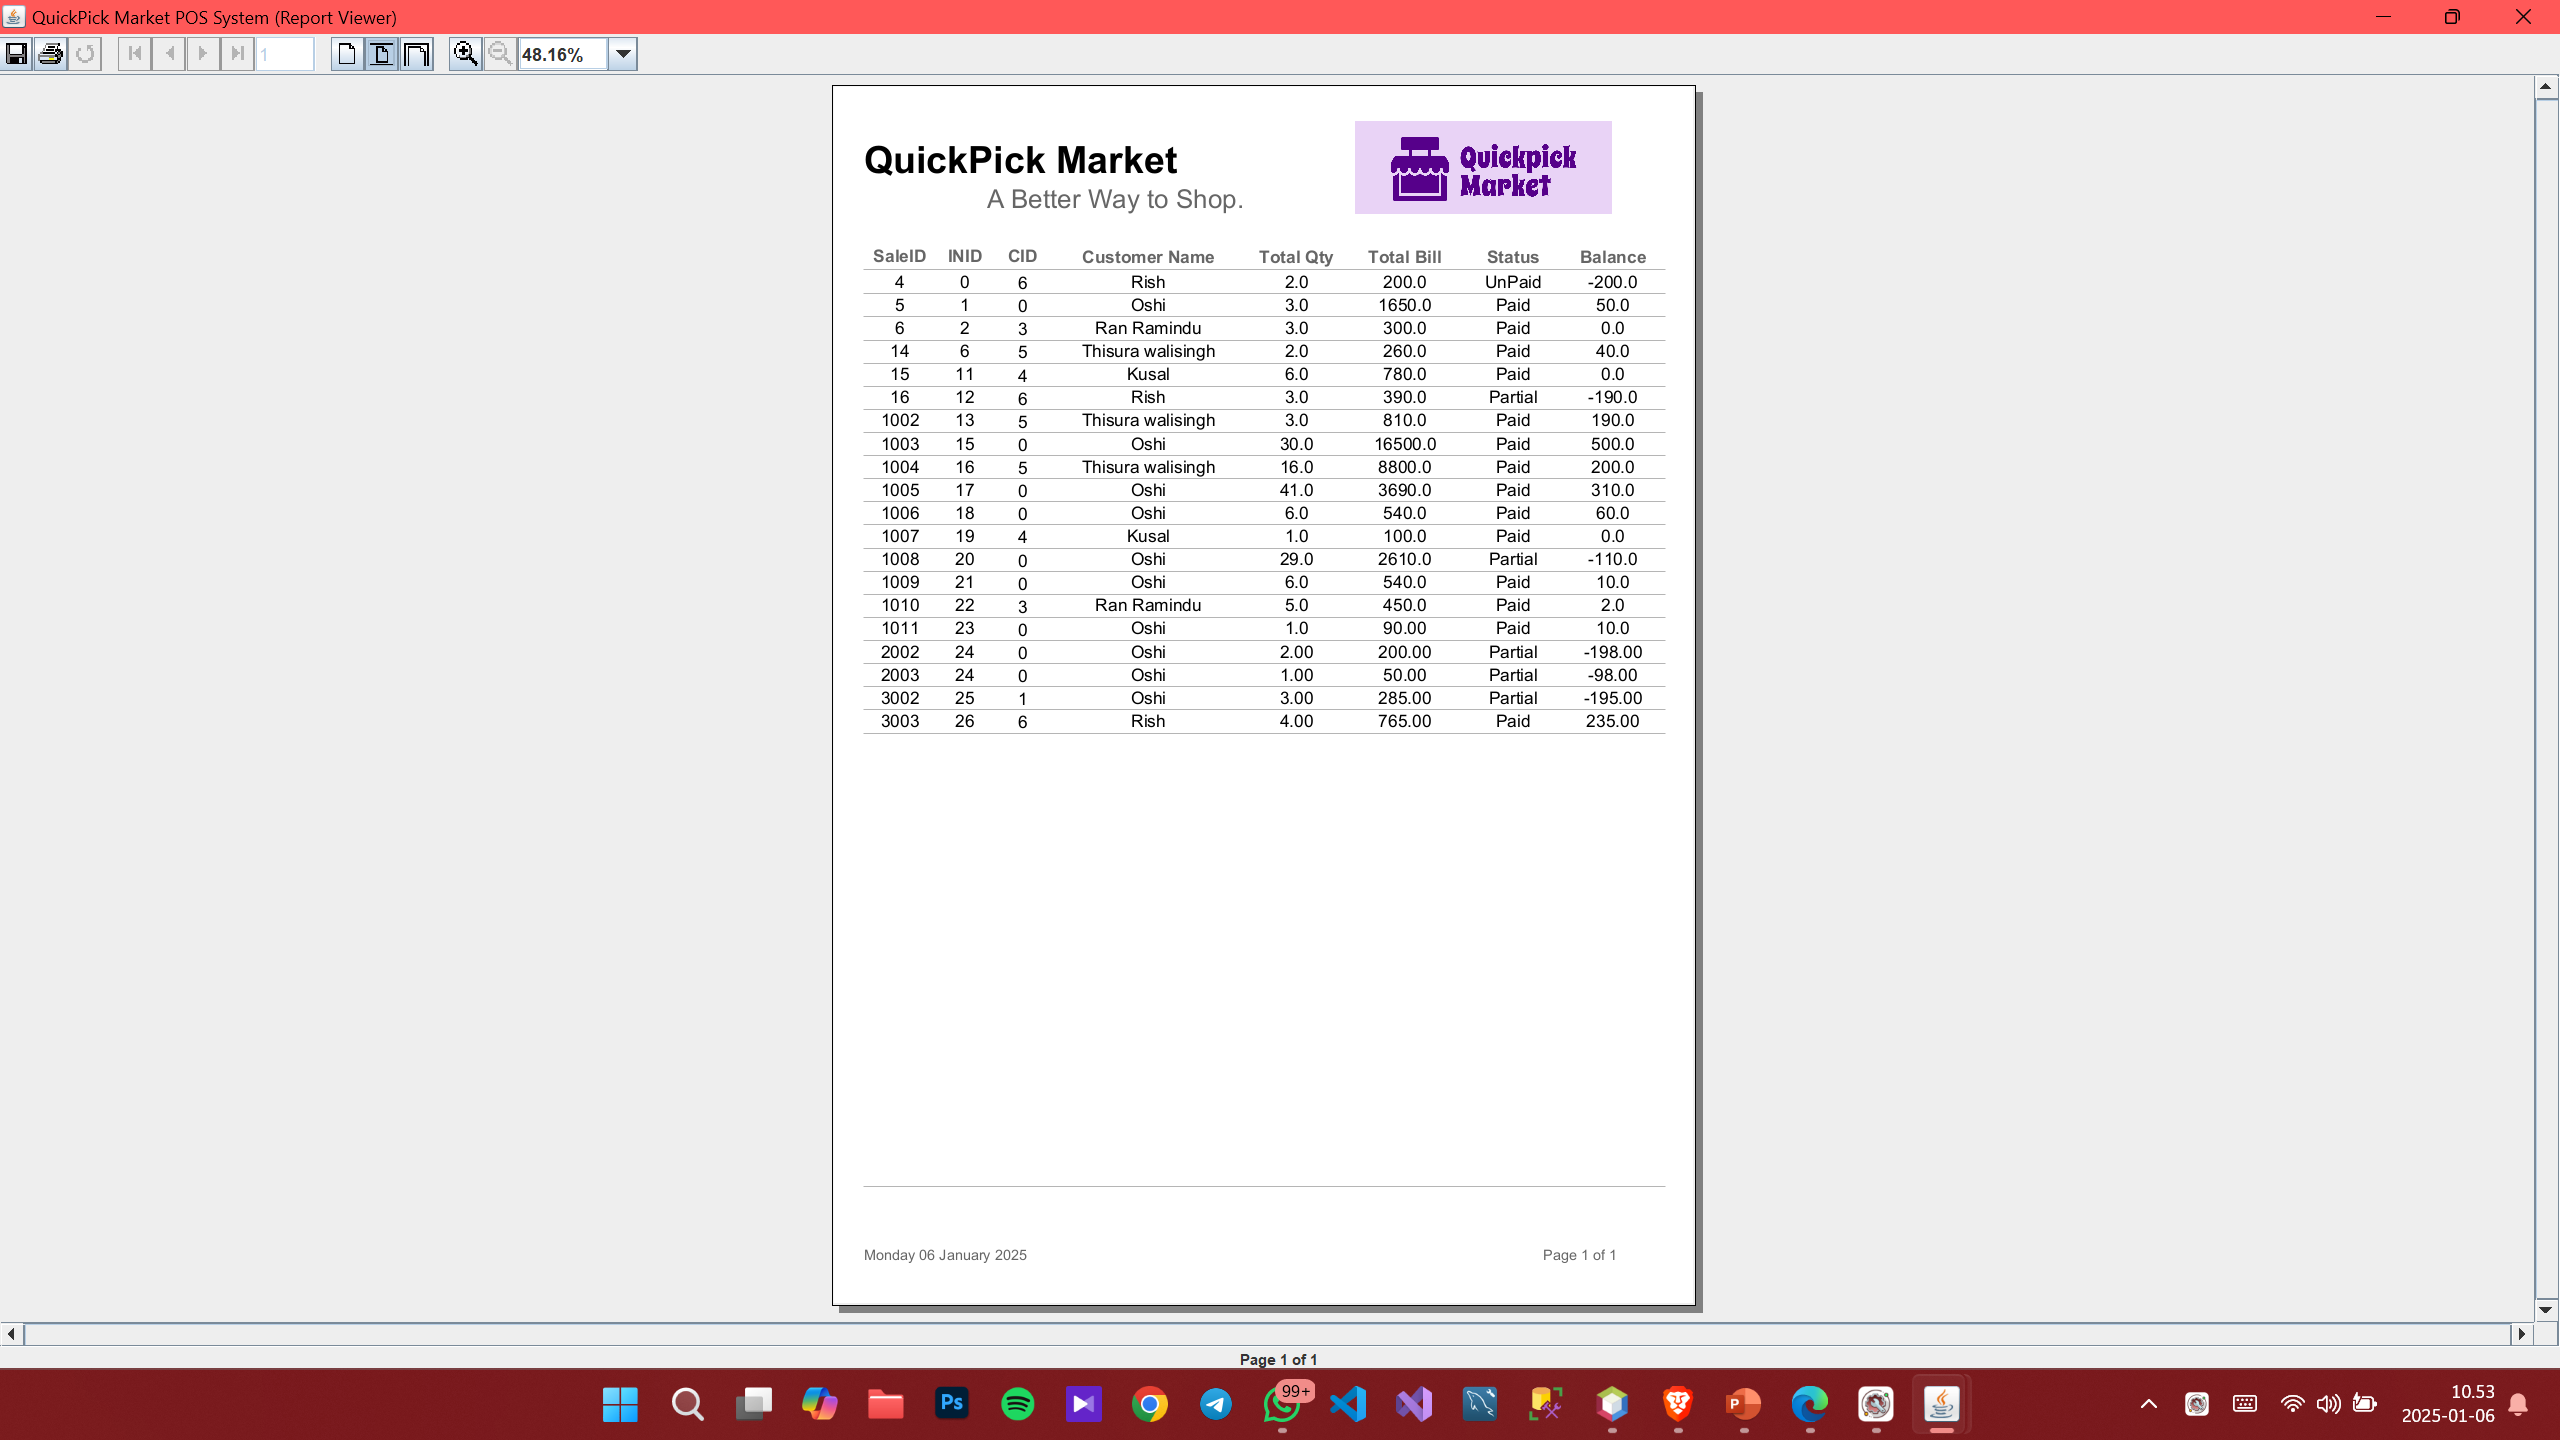 QuickPick Market POS System (Report Viewer)
1
48.16%
QuickPick Market
A Better Way to Shop.
Quickpick
Market
SaleID INID CID Customer Name Total Qty Total Bill Status Balance
4 0 6 Rish 2.0 200.0 UnPaid -200.0
5 1 0 Oshi 3.0 1650.0 Paid 50.0
6 2 3 Ran Ramindu 3.0 300.0 Paid 0.0
14 6 5 Thisura walisingh 2.0 260.0 Paid 40.0
15 11 4 Kusal 6.0 780.0 Paid 0.0
16 12 6 Rish 3.0 390.0 Partial -190.0
1002 13 5 Thisura walisingh 3.0 810.0 Paid 190.0
1003 15 0 Oshi 30.0 16500.0 Paid 500.0
1004 16 5 Thisura walisingh 16.0 8800.0 Paid 200.0
1005 17 0 Oshi 41.0 3690.0 Paid 310.0
1006 18 0 Oshi 6.0 540.0 Paid 60.0
1007 19 4 Kusal 1.0 100.0 Paid 0.0
1008 20 0 Oshi 29.0 2610.0 Partial -110.0
1009 21 0 Oshi 6.0 540.0 Paid 10.0
1010 22 3 Ran Ramindu 5.0 450.0 Paid 2.0
1011 23 0 Oshi 1.0 90.00 Paid 10.0
2002 24 0 Oshi 2.00 200.00 Partial -198.00
2003 24 0 Oshi 1.00 50.00 Partial -98.00
3002 25 1 Oshi 3.00 285.00 Partial -195.00
3003 26 6 Rish 4.00 765.00 Paid 235.00
Monday 06 January 2025 Page 1 of 1
Page 1 of 1
Ps
99+
P
10.53
2025-01-06